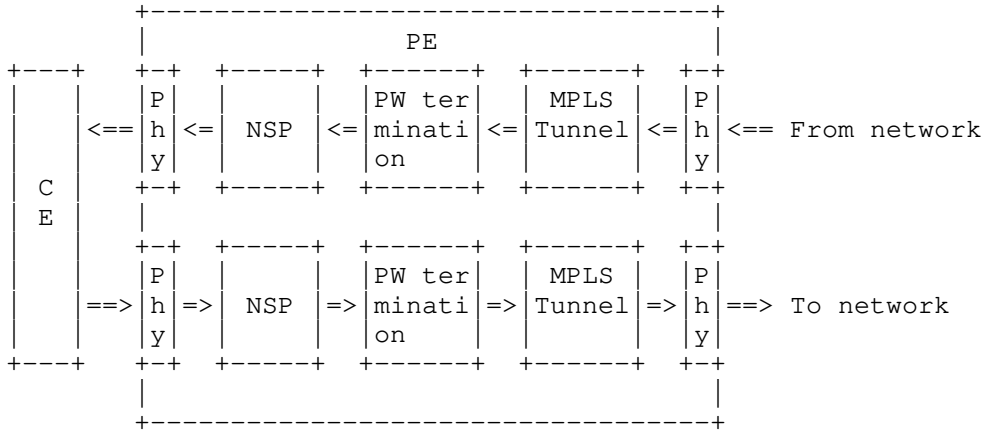 PE
P PW ter MPLS P
<== h <= NSP <= minati <= Tunnel <= h <== From network
y on y
C
E
P PW ter MPLS P
==> h => NSP => minati => Tunnel => h ==> To network
y on y